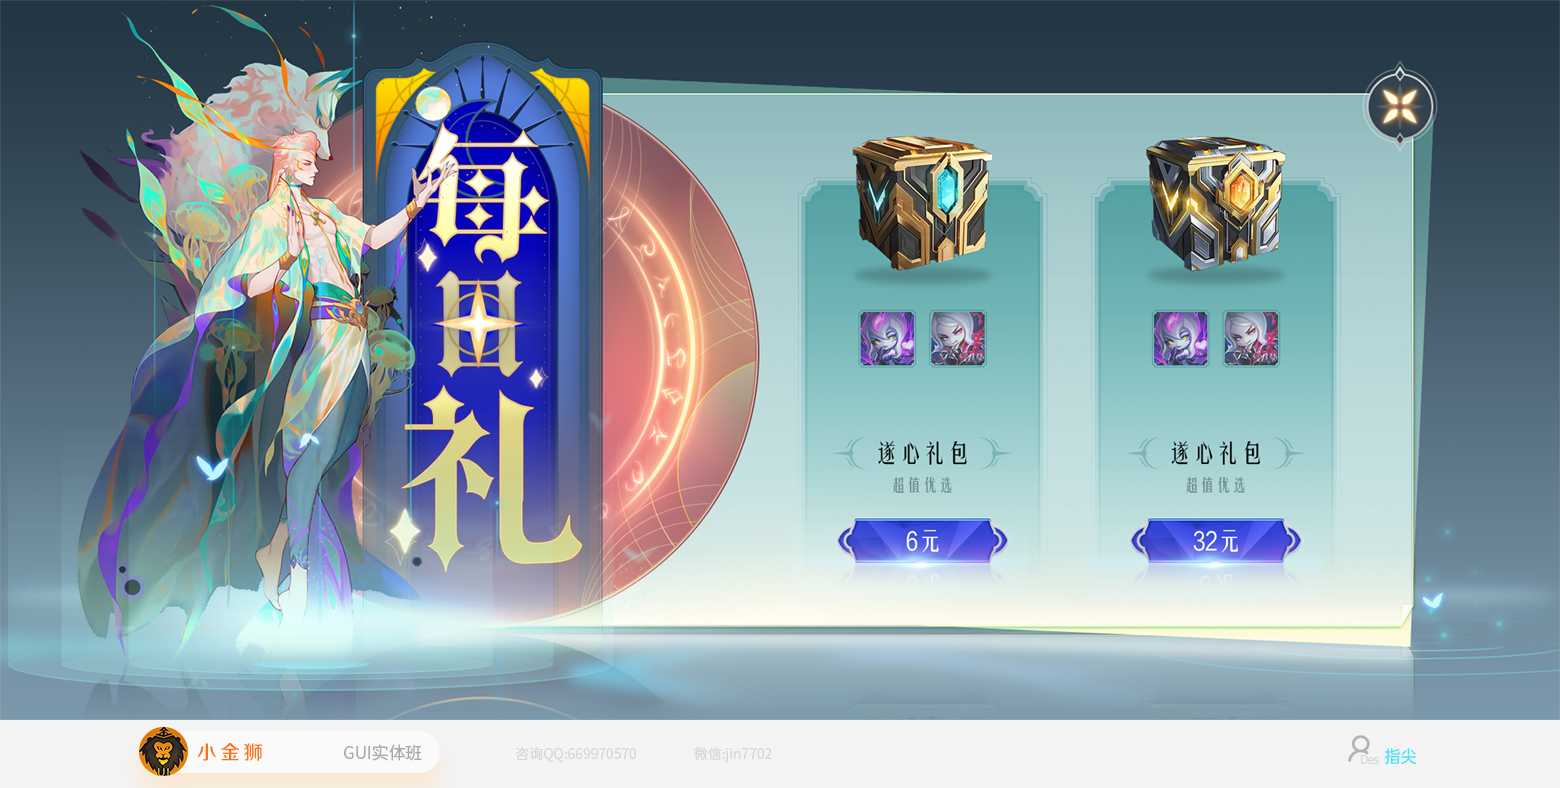 每日礼
遂心礼包
超值优选
6元
遂心礼包
超值优选
32元
小金狮
GUI实体班
咨询QQ:669970570
微信:jin7702
Des 指尖